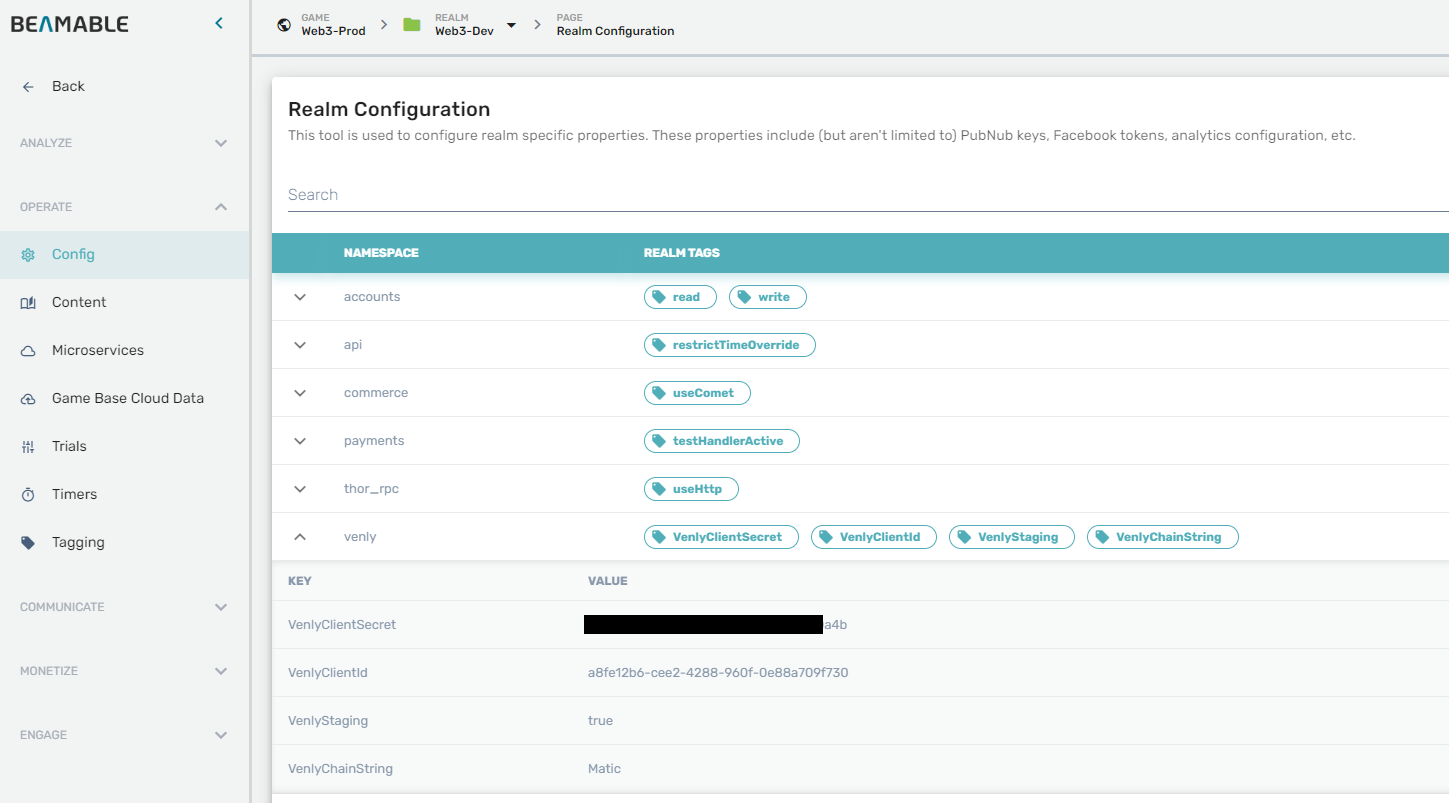 BEAMABLE
GAME
Web3-Prod
REALM
Web3-Dev
PAGE
Realm Configuration
Back
ANALYZE
OPERATE
Config
Content
Microservices
Game Base Cloud Data
Trials
Timers
Tagging
COMMUNICATE
MONETIZE
ENGAGE
Realm Configuration
This tool is used to configure realm specific properties. These properties include (but aren't limited to) PubNub keys, Facebook tokens, analytics configuration, etc.
Search
NAMESPACE REALM TAGS
accounts read write
api restrictTimeOverride
commerce useComet
payments testHandlerActive
thor_rpc useHttp
venly VenlyClientSecret VenlyClientId VenlyStaging VenlyChainString
KEY VALUE
VenlyClientSecret a4b
VenlyClientId a8fe12b6-cee2-4288-960f-0e88a709f730
VenlyStaging true
VenlyChainString Matic